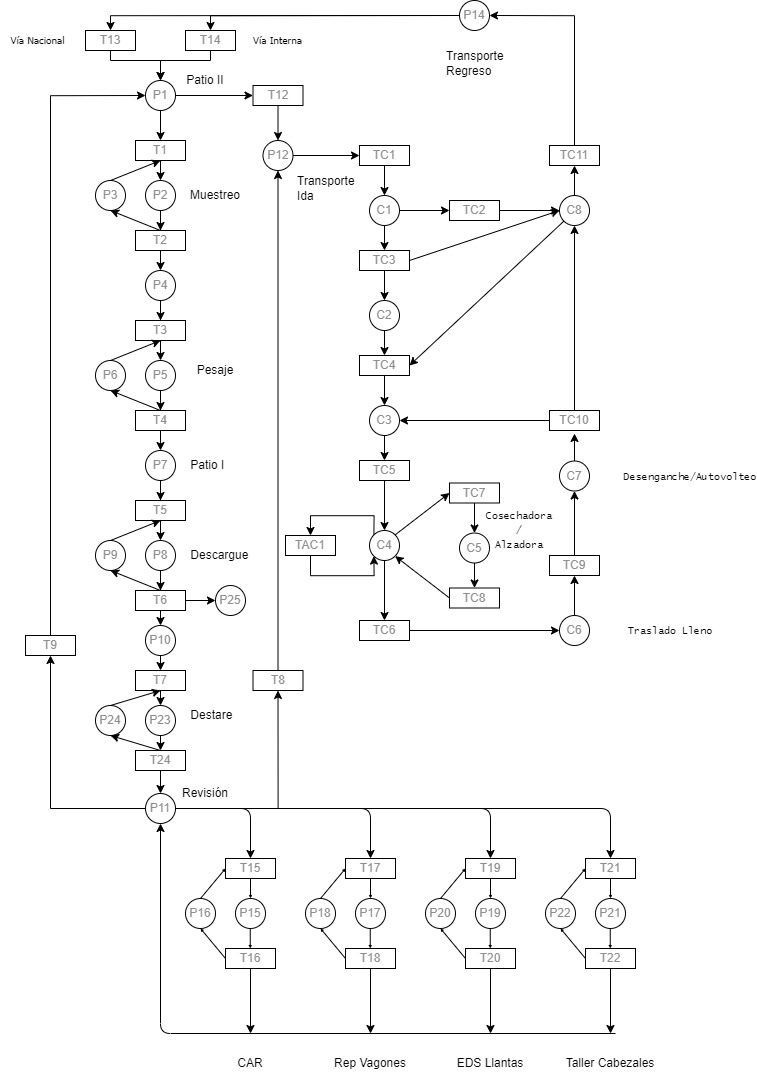 P14
Vía Nacional
T13
T14
Vía Interna
Transporte
Regreso
Patio II
P1
T12
T1
P12
TC1
TC11
Transporte
Ida
P3
P2
Muestreo
C1
TC2
C8
T2
TC3
P4
C2
T3
TC4
P6
P5
Pesaje
T4
C3
TC10
P7
Patio I
TC5
C7
Desenganche/Autovolteo
TC7
T5
Cosechadora
/
Alzadora
P9
P8
Descargue
TAC1
C4
C5
TC9
T6
P25
TC8
T9
P10
TC6
C6
Traslado Lleno
T7
T8
P24
P23
Destare
T24
Revisión
P11
T15
T17
T19
T21
P16
P15
P18
P17
P20
P19
P22
P21
T16
T18
T20
T22
CAR
Rep Vagones
EDS Llantas
Taller Cabezales